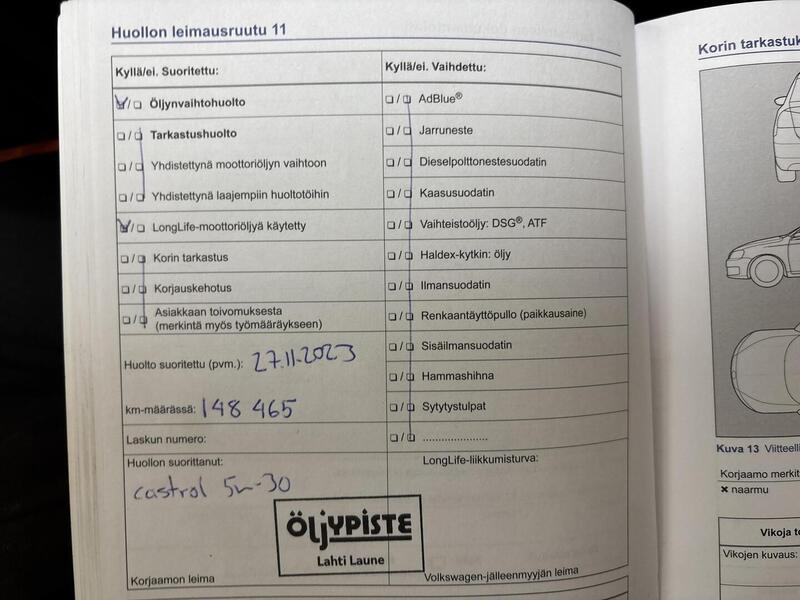 Huollon leimausruutu 11
Kyllä/ei. Suoritettu:
Öljynvaihtohuolto
Tarkastushuolto
Yhdistettynä moottoriöljyn vaihtoon
Yhdistettynä laajempiin huoltotöihin
LongLife-moottoriöljyä käytetty
Korin tarkastus
Korjauskehotus
Asiakkaan toivomuksesta
(merkintä myös työmääräykseen)
Huolto suoritettu (pvm.): 27.11.2023
km-määrässä: 148 465
Laskun numero:
Huollon suorittanut:
castrol 5w-30
ÖLJYPISTE
Lahti Laune
Korjaamon leima
Kyllä/ei. Vaihdettu:
AdBlue®
Jarruneste
Dieselpolttonestesuodatin
Kaasusuodatin
Vaihteistoöljy: DSG®, ATF
Haldex-kytkin: öljy
Ilmansuodatin
Renkaantäyttöpullo (paikkausaine)
Sisäilmansuodatin
Hammashihna
Sytytystulpat
.....................
LongLife-liikkumisturva:
Volkswagen-jälleenmyyjän leima
Korin tarkastuk
Kuva 13 Viitteelli
Korjaamo merkit
✖ naarmu
Vikoja to
Vikojen kuvaus: